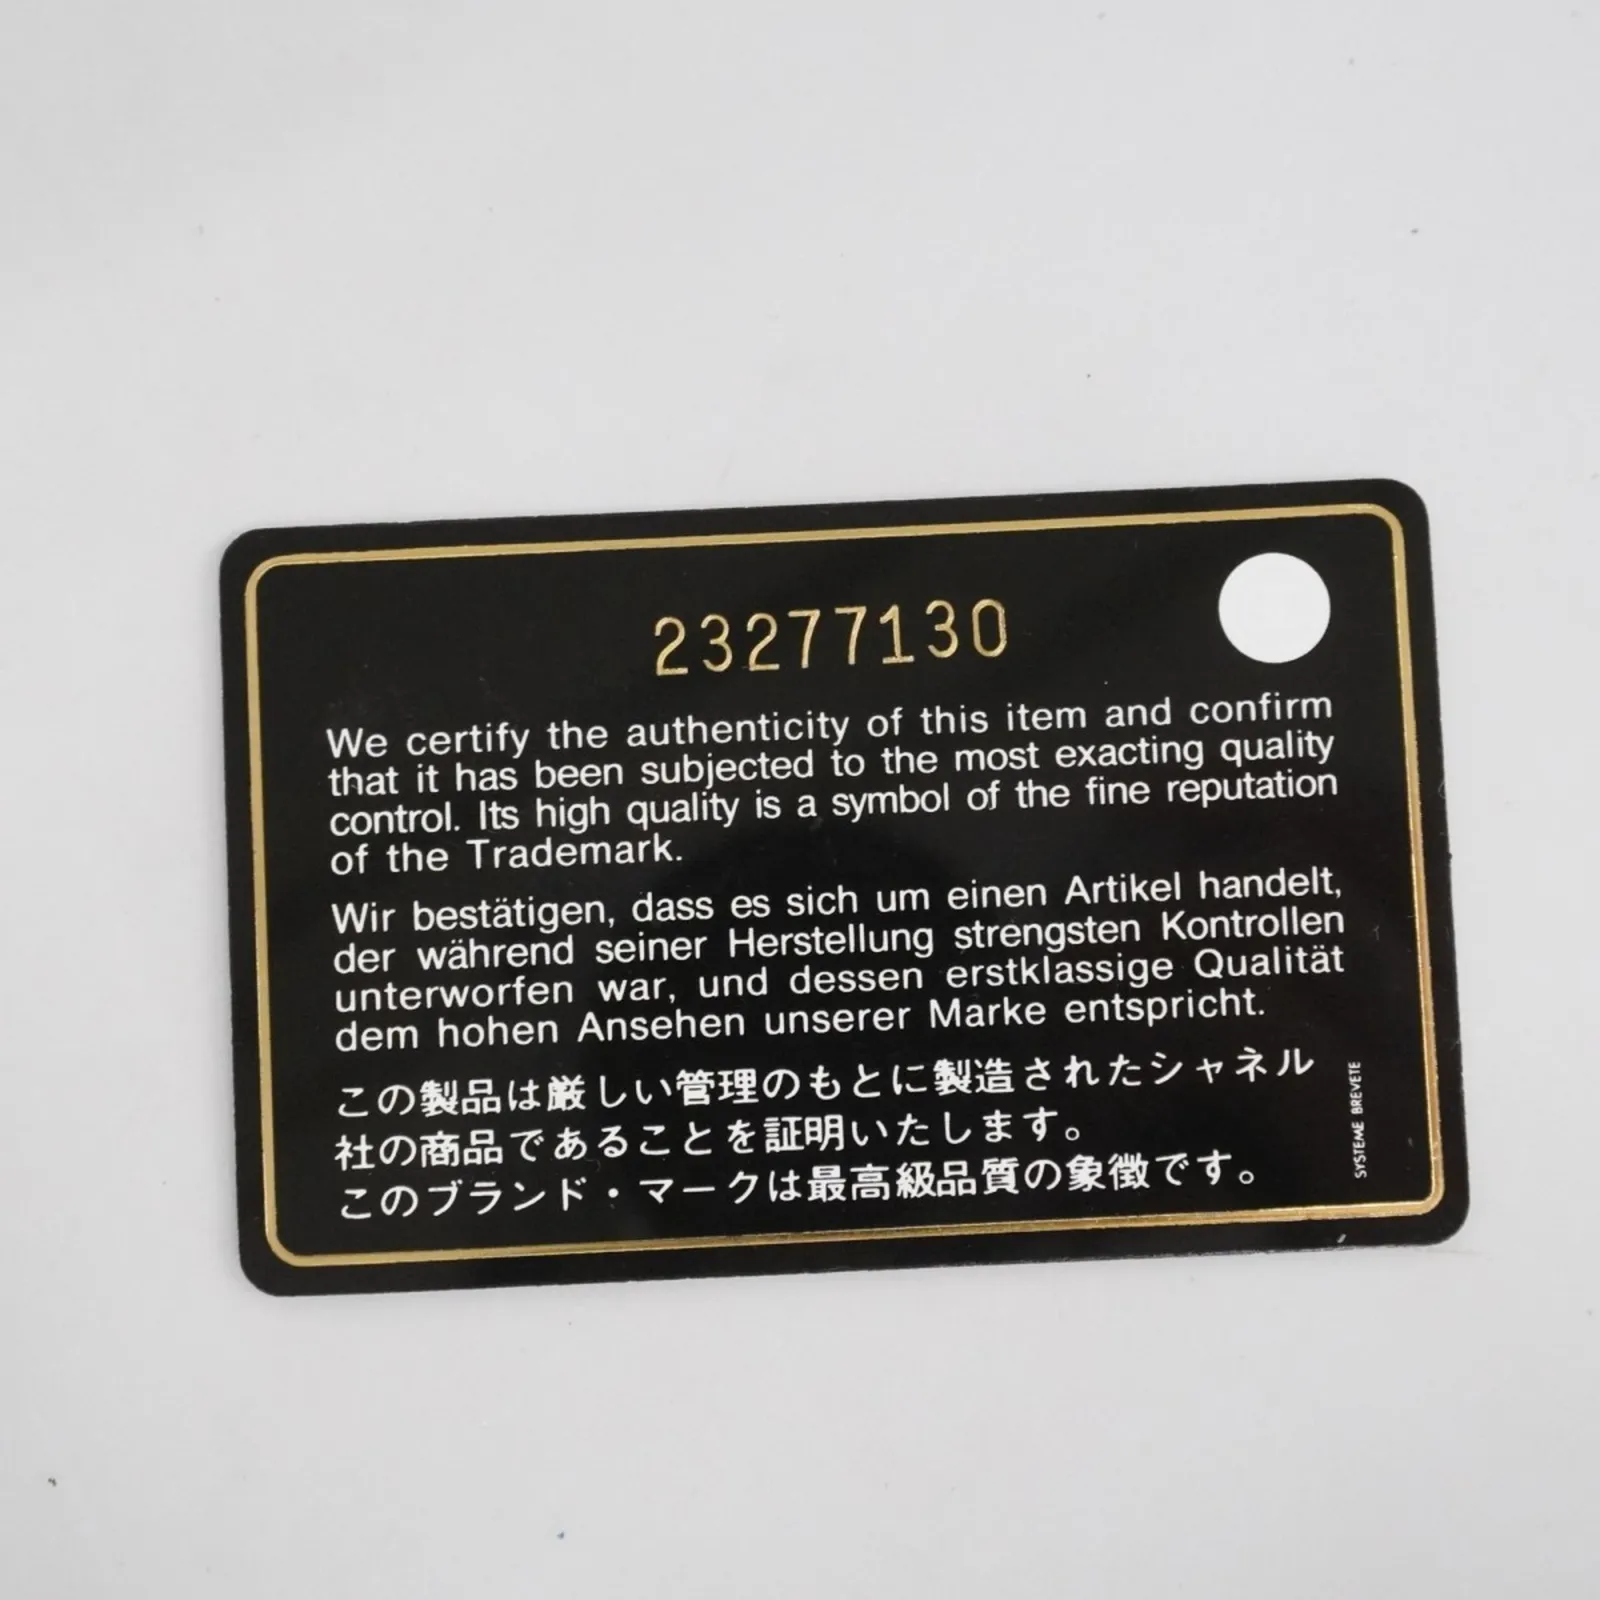 23277130
We certify the authenticity of this item and confirm
that it has been subjected to the most exacting quality
control. Its high quality is a symbol of the fine reputation
of the Trademark.
Wir bestätigen, dass es sich um einen Artikel handelt,
der während seiner Herstellung strengsten Kontrollen
unterworfen war, und dessen erstklassige Qualität
dem hohen Ansehen unserer Marke entspricht.
この製品は厳しい管理のもとに製造されたシャネル
社の商品であることを証明いたします。
このブランド・マークは最高級品質の象徴です。
SYSTEME BREVETE